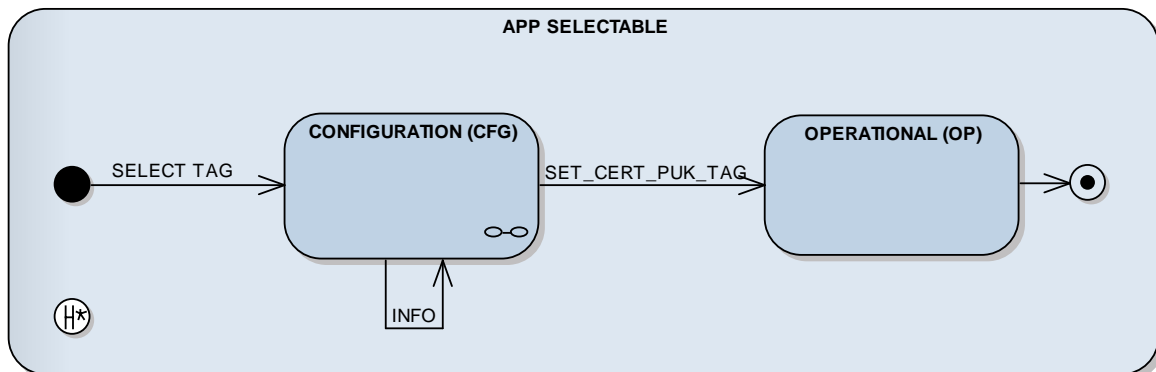 APP SELECTABLE
CONFIGURATION (CFG)
OPERATIONAL (OP)
SELECT TAG
SET_CERT_PUK_TAG
INFO
H*